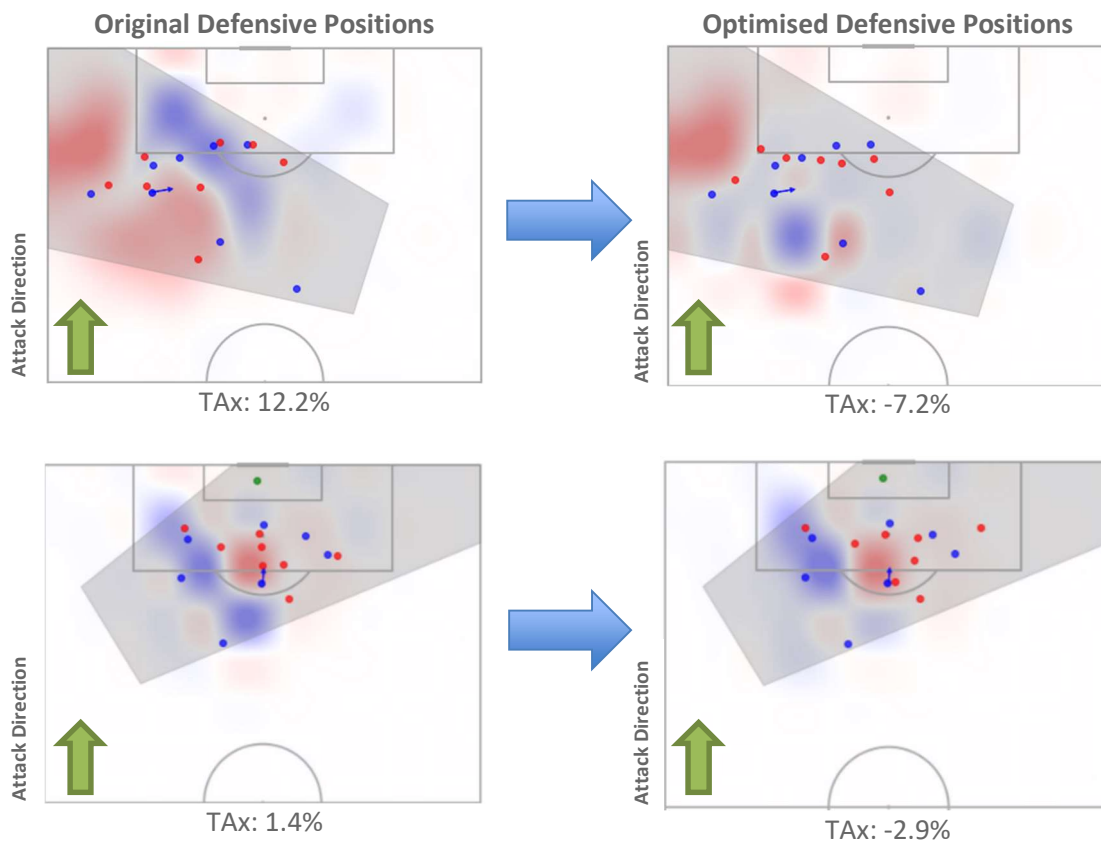 Original Defensive Positions
Optimised Defensive Positions
Attack Direction
Attack Direction
TAx: 12.2%
TAx: -7.2%
Attack Direction
Attack Direction
TAx: 1.4%
TAx: -2.9%